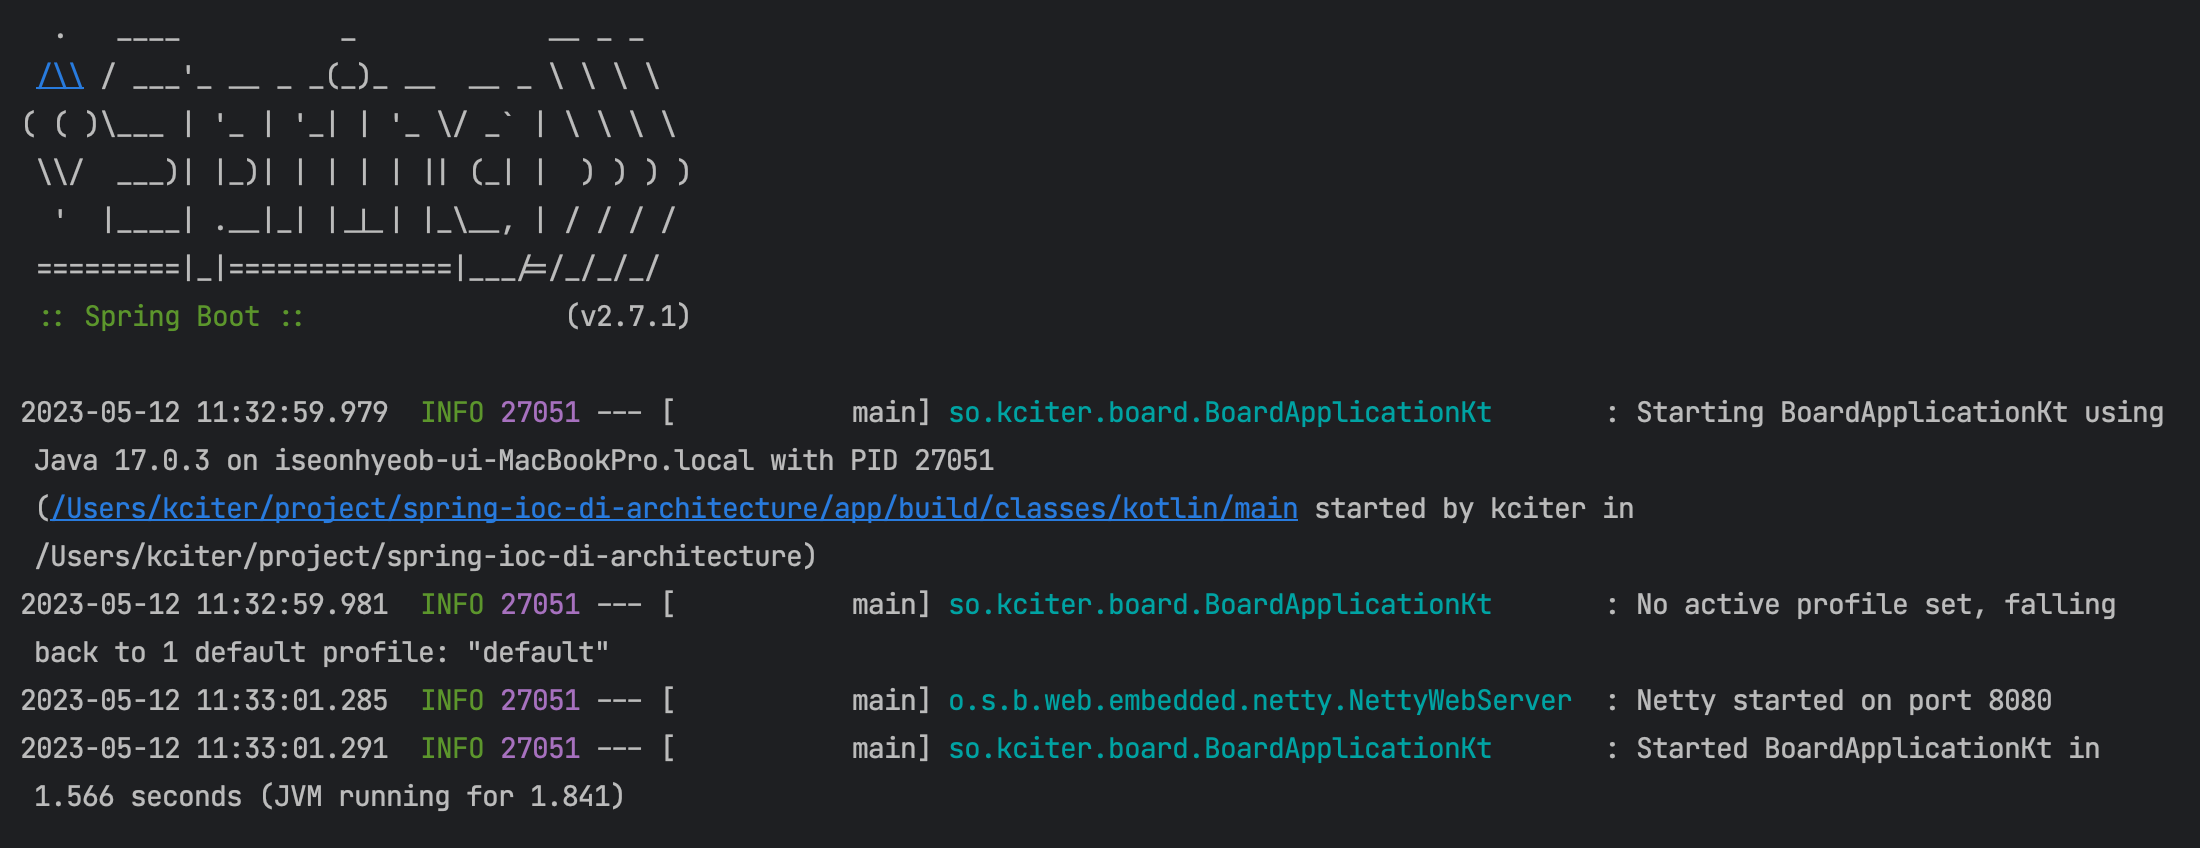 .   ____          _            __ _ _
 /\\ / ___'_ __ _ _(_)_ __  __ _ \ \ \ \
( ( )\___ | '_ | '_| | '_ \/ _` | \ \ \ \
 \\/  ___)| |_)| | | | | || (_| |  ) ) ) )
  '  |____| .__|_| |_|_| |_\__, | / / / /
 =========|_|==============|___/=/_/_/_/
 :: Spring Boot ::                (v2.7.1)
2023-05-12 11:32:59.979  INFO 27051 --- [           main] so.kciter.board.BoardApplicationKt       : Starting BoardApplicationKt using
Java 17.0.3 on iseonhyeob-ui-MacBookPro.local with PID 27051
(/Users/kciter/project/spring-ioc-di-architecture/app/build/classes/kotlin/main started by kciter in
/Users/kciter/project/spring-ioc-di-architecture)
2023-05-12 11:32:59.981  INFO 27051 --- [           main] so.kciter.board.BoardApplicationKt       : No active profile set, falling
back to 1 default profile: "default"
2023-05-12 11:33:01.285  INFO 27051 --- [           main] o.s.b.web.embedded.netty.NettyWebServer  : Netty started on port 8080
2023-05-12 11:33:01.291  INFO 27051 --- [           main] so.kciter.board.BoardApplicationKt       : Started BoardApplicationKt in
1.566 seconds (JVM running for 1.841)